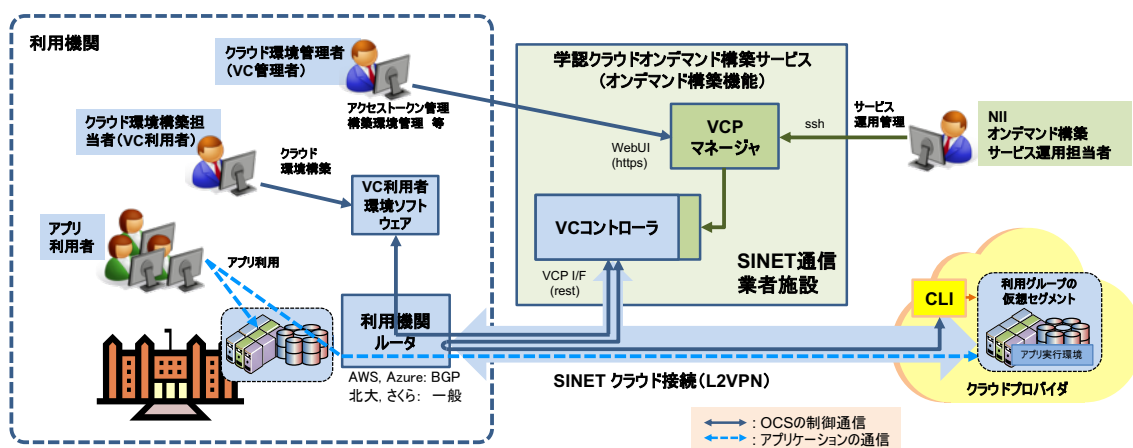 利用機関
クラウド環境管理者
(VC管理者)
アクセストークン管理
構築環境管理 等
クラウド環境構築担
当者(VC利用者)
クラウド
環境構築
VC利用者
環境ソフト
ウェア
アプリ
利用者
アプリ利用
利用機関
ルータ
AWS, Azure: BGP
北大, さくら: 一般
学認クラウドオンデマンド構築サービス
(オンデマンド構築機能)
VCP
マネージャ
WebUI
(https)
ssh
サービス
運用管理
NII
オンデマンド構築
サービス運用担当者
VCコントローラ
VCP I/F
(rest)
SINET通信
業者施設
CLI
利用グループの
仮想セグメント
アプリ実行環境
クラウドプロバイダ
SINET クラウド接続(L2VPN)
: OCSの制御通信
: アプリケーションの通信